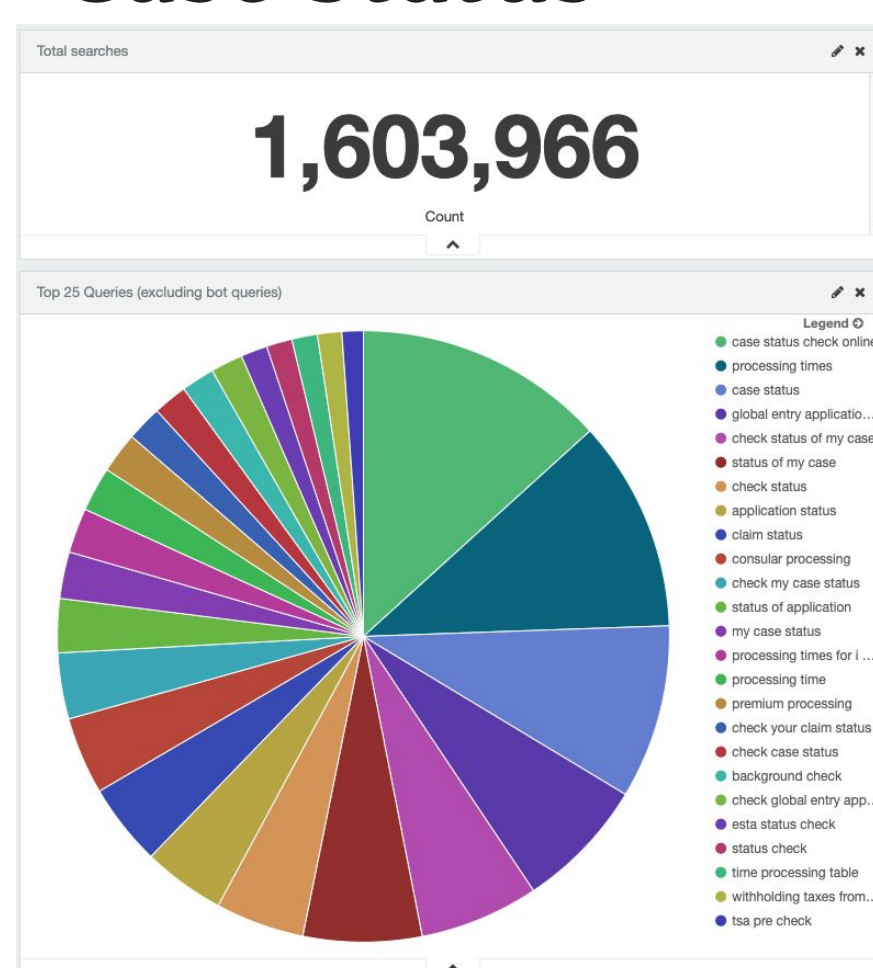 Case Status
Total searches
1,603,966
Count
Top 25 Queries (excluding bot queries)
Legend
case status check online
processing times
case status
global entry applicatio...
check status of my case
status of my case
check status
application status
claim status
consular processing
check my case status
status of application
my case status
processing times for i ...
processing time
premium processing
check your claim status
check case status
background check
check global entry app..
esta status check
status check
time processing table
withholding taxes from..
tsa pre check